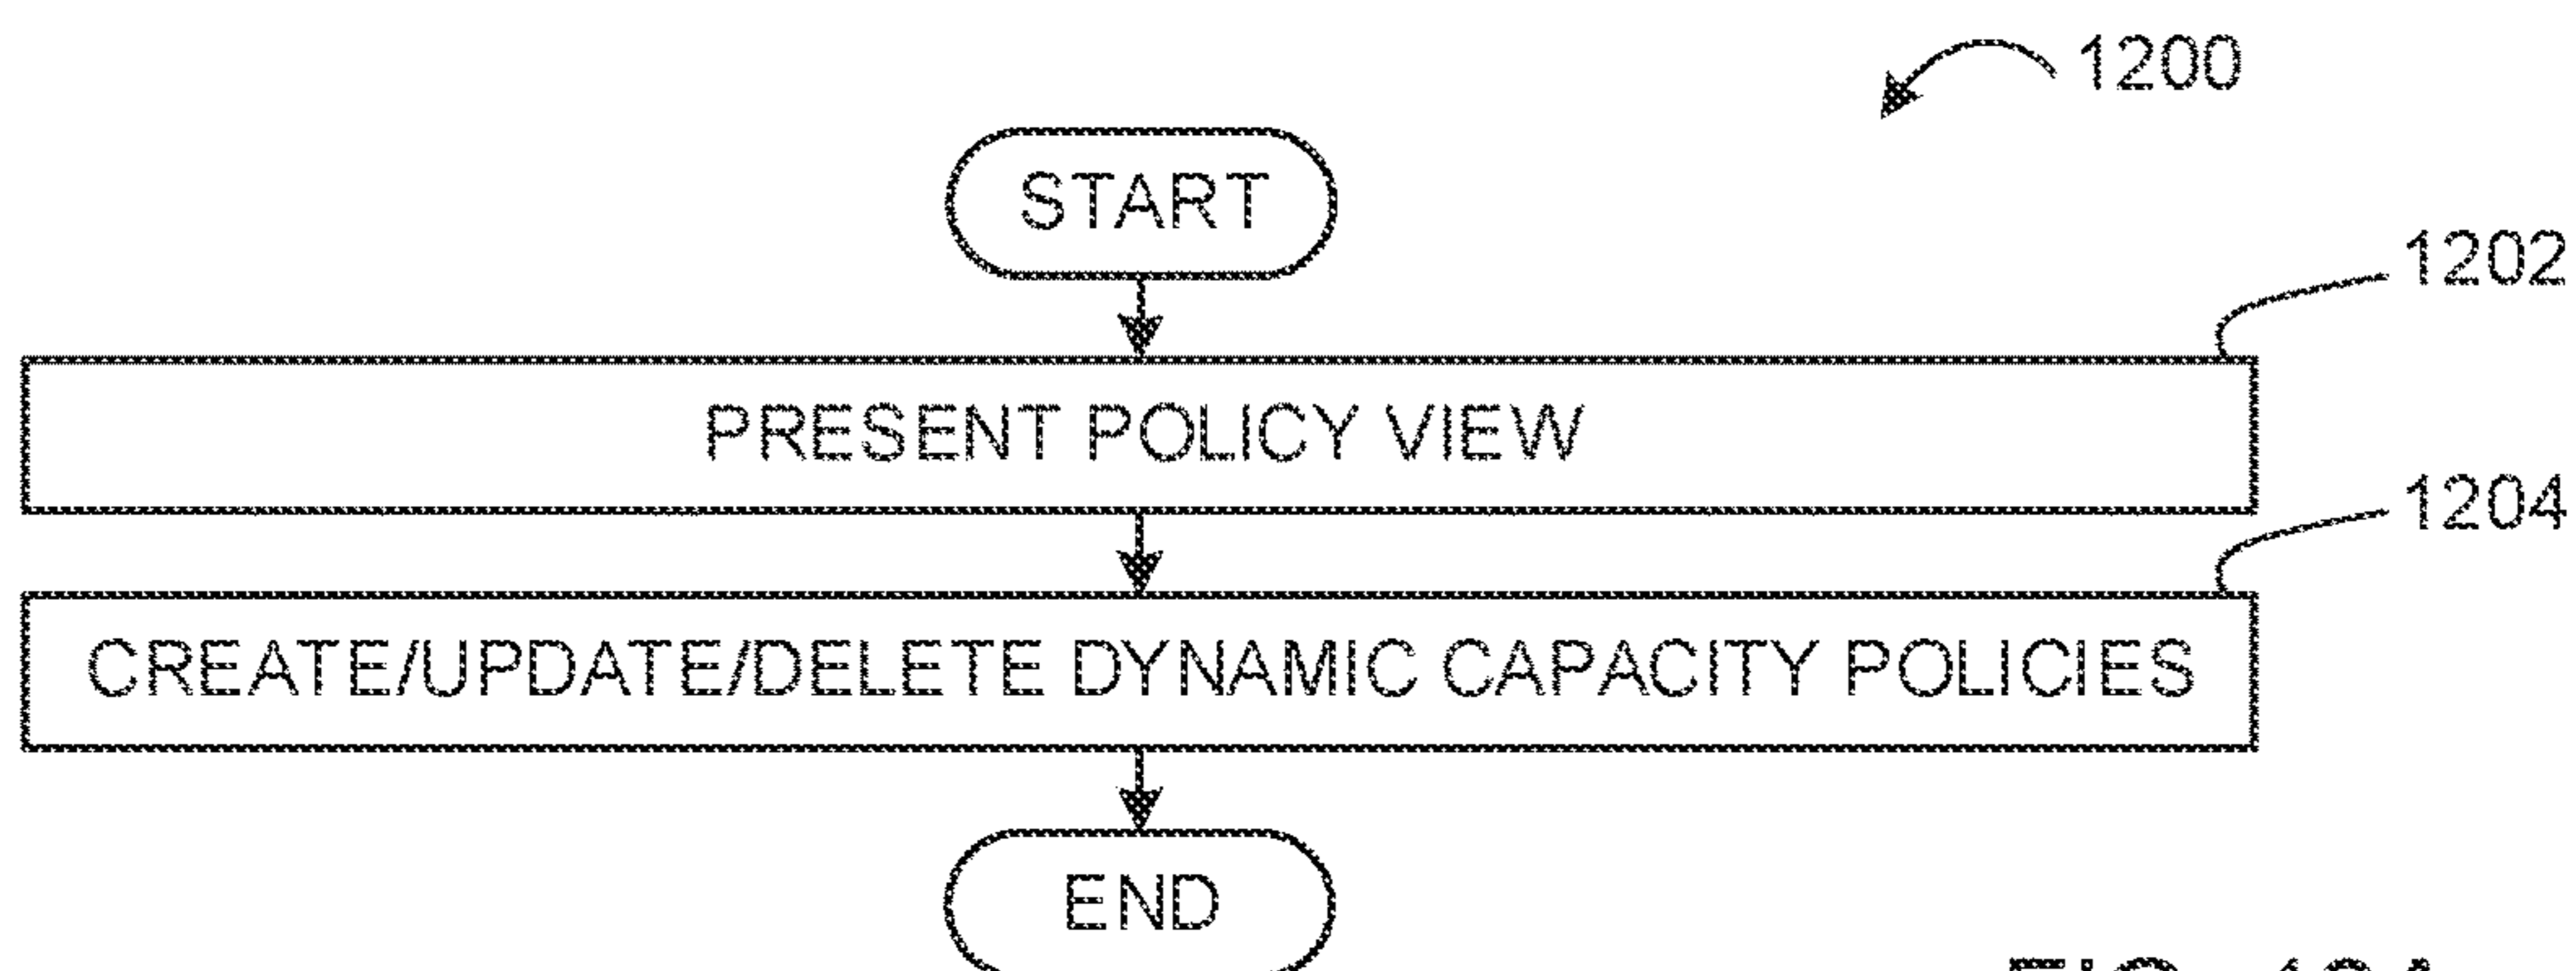 1200
START
1202
PRESENT POLICY VIEW
1204
CREATE/UPDATE/DELETE DYNAMIC CAPACITY POLICIES
END